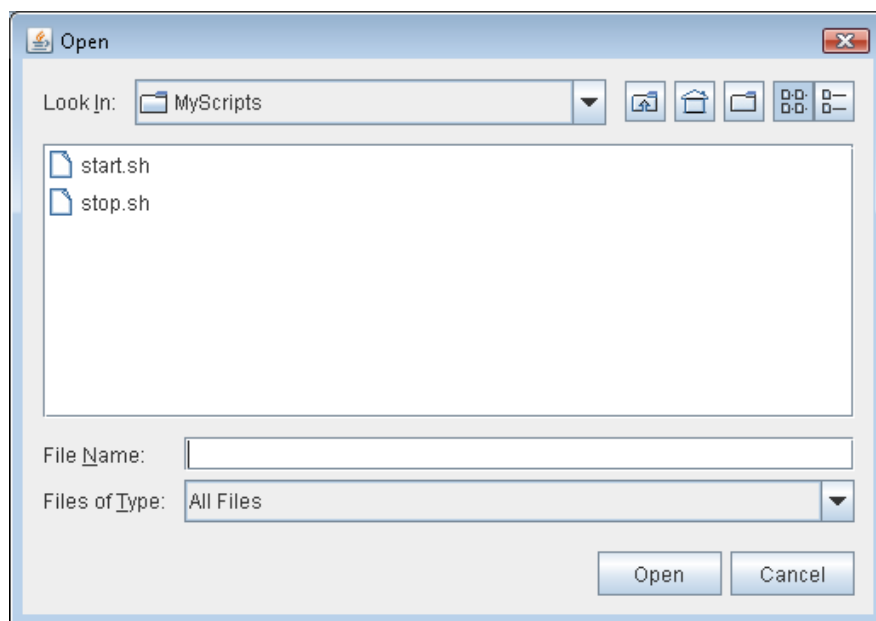 Open
Look In: MyScripts
start.sh
stop.sh
File Name:
Files of Type: All Files
Open Cancel